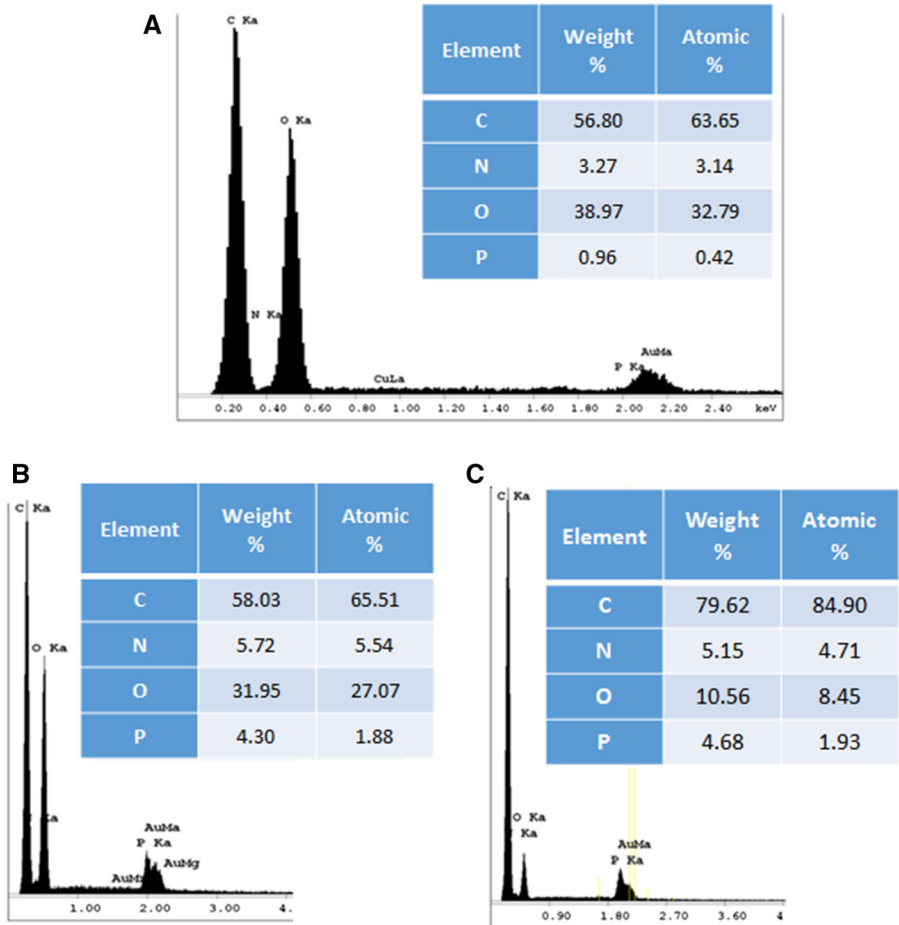 A
C Ka
O Ka
N Ka
CuLa
P Ka
AuMa
0.20 0.40 0.60 0.80 1.00 1.20 1.40 1.60 1.80 2.00 2.20 2.40 keV
Element Weight % Atomic %
C 56.80 63.65
N 3.27 3.14
O 38.97 32.79
P 0.96 0.42
B
C Ka
O Ka
Ka
AuMa
P Ka
AuMg
1.00 2.00 3.00 4.
Element Weight % Atomic %
C 58.03 65.51
N 5.72 5.54
O 31.95 27.07
P 4.30 1.88
C
C Ka
O Ka
Ka
AuMa
P Ka
0.90 1.80 2.70 3.60 4
Element Weight % Atomic %
C 79.62 84.90
N 5.15 4.71
O 10.56 8.45
P 4.68 1.93